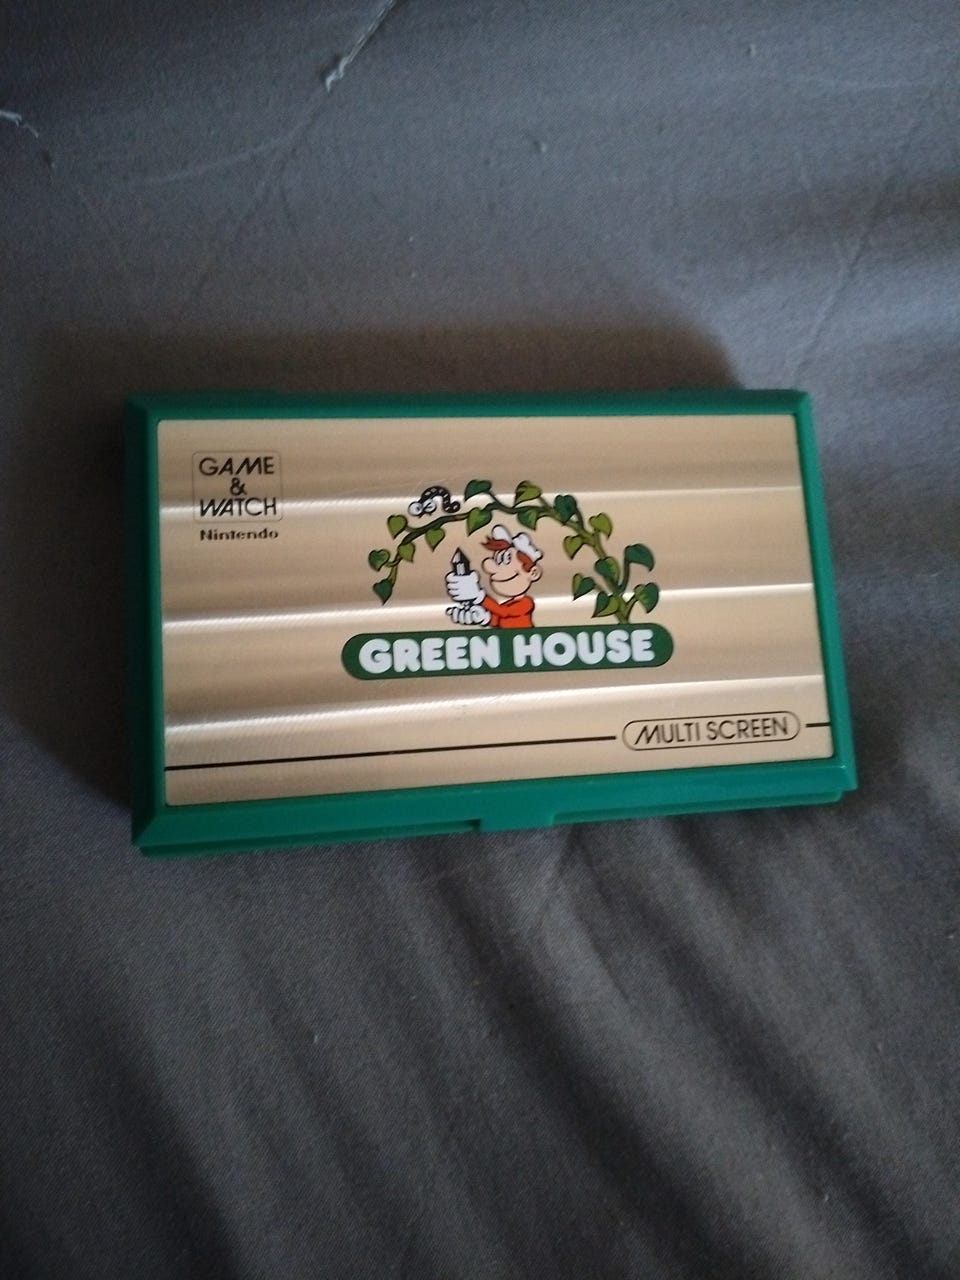 GAME
&
WATCH
Nintendo
GREEN HOUSE
MULTI SCREEN